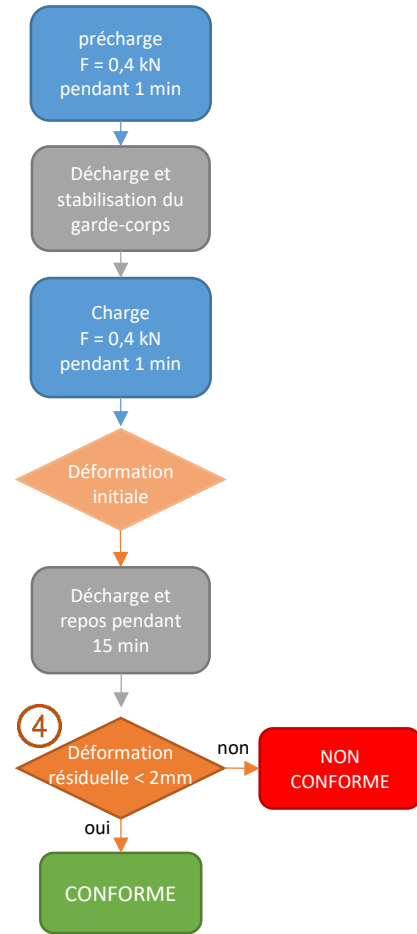 précharge
F = 0,4 kN
pendant 1 min
Décharge et
stabilisation du
garde-corps
Charge
F = 0,4 kN
pendant 1 min
Déformation
initiale
Décharge et
repos pendant
15 min
4
Déformation
résiduelle < 2mm
non
NON
CONFORME
oui
CONFORME